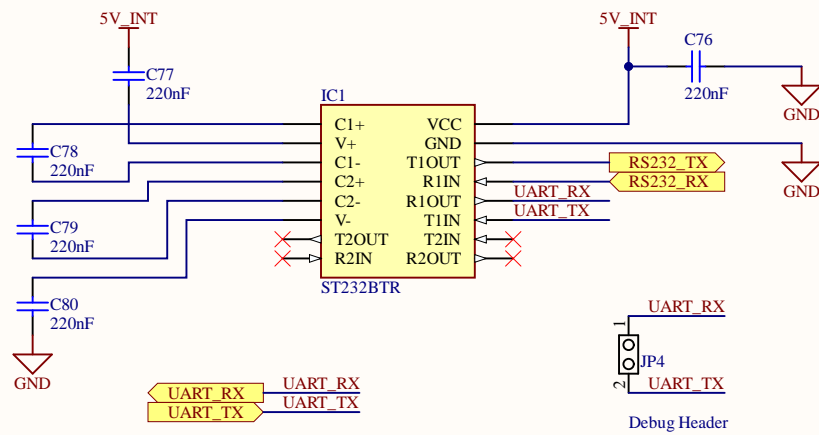 5V_INT
5V_INT
C76
C77
220nF
220nF
IC1
GND
C1+ VCC
V+ GND
C78
220nF
C1- T1OUT RS232_TX
GND
C2+ R1IN RS232_RX
C2- R1OUT UART_RX
C79
220nF
V- T1IN UART_TX
T2OUT T2IN
R2IN R2OUT
ST232BTR
C80
220nF
GND
UART_RX
1
JP4
2
UART_TX
UART_RX UART_RX
UART_TX UART_TX
Debug Header